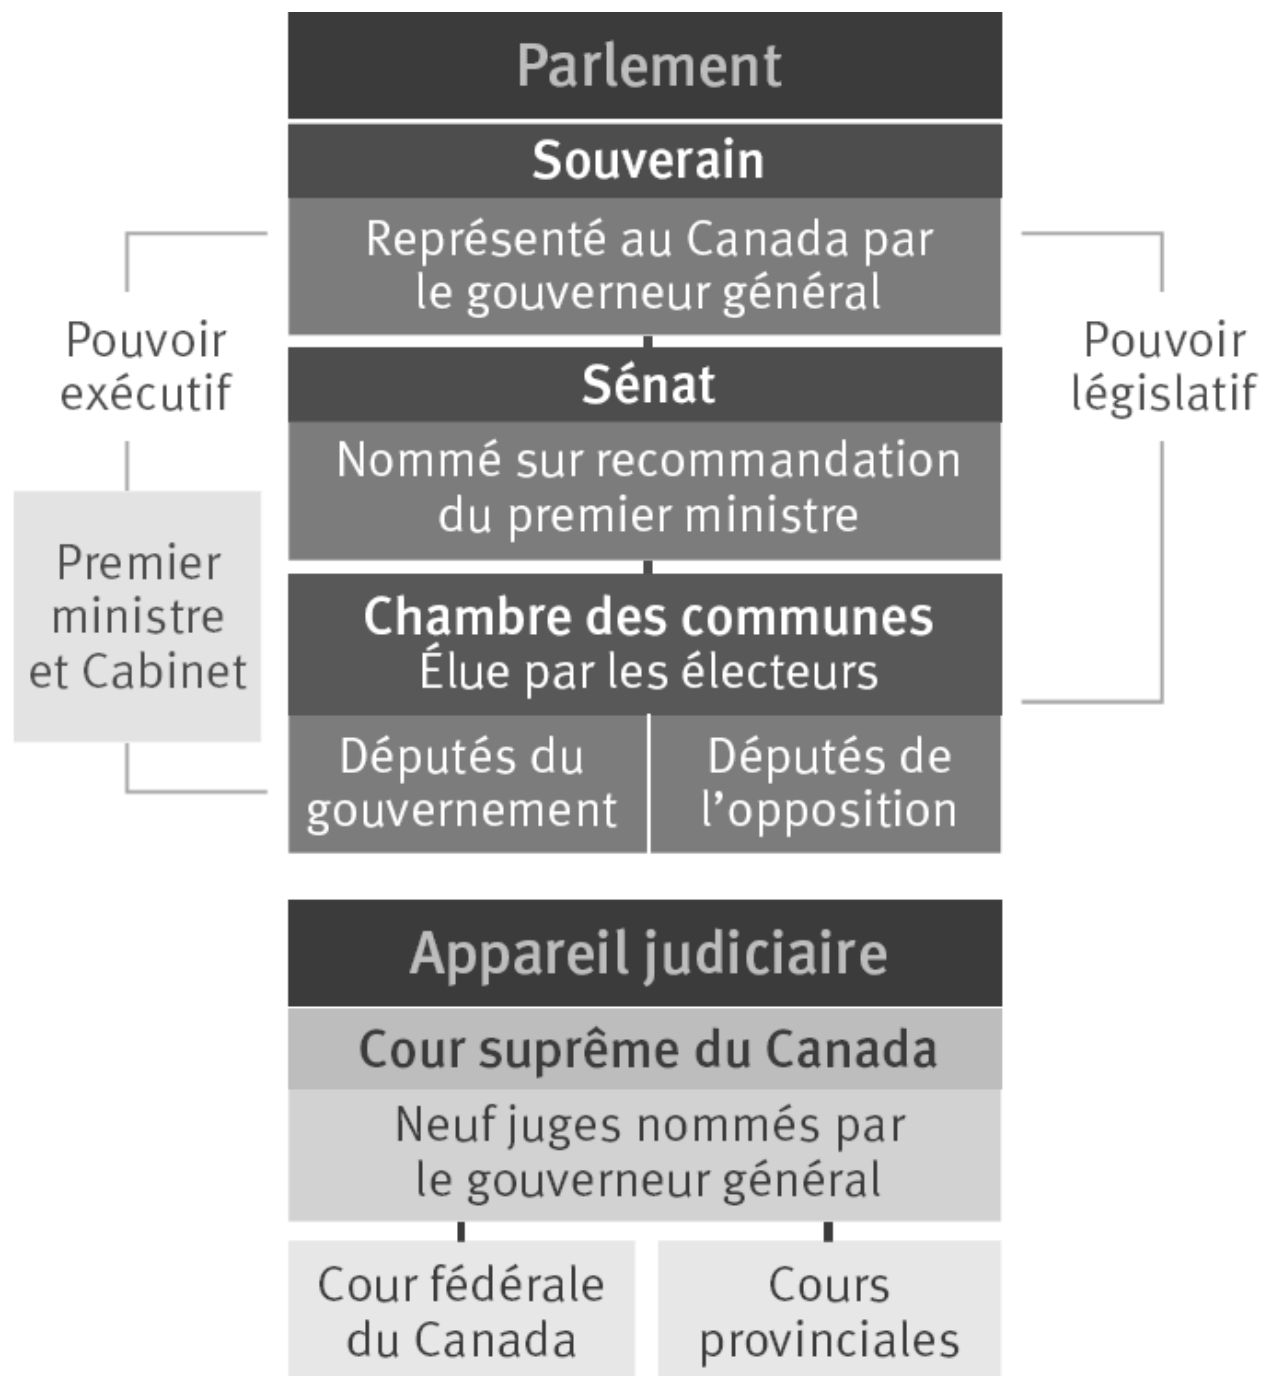 Parlement
Souverain
Représenté au Canada par
le gouverneur général
Pouvoir
exécutif
Pouvoir
législatif
Sénat
Nommé sur recommandation
du premier ministre
Premier
ministre
et Cabinet
Chambre des communes
Élue par les électeurs
Députés du
gouvernement
Députés de
l’opposition
Appareil judiciaire
Cour suprême du Canada
Neuf juges nommés par
le gouverneur général
Cour fédérale
du Canada
Cours
provinciales